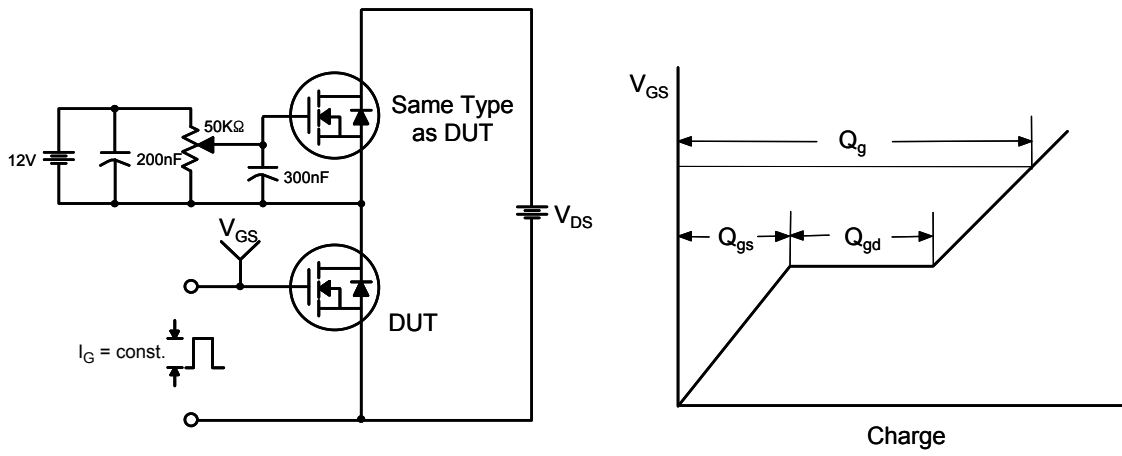 Same Type
as DUT
50KΩ
12V
200nF
300nF
V_GS
V_DS
DUT
I_G = const.
V_GS
Q_g
Q_gs
Q_gd
Charge